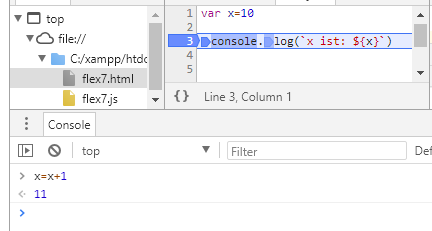 top
file://
C:/xampp/htdc
flex7.html
flex7.js
1 var x=10
2
3 console.log(`x ist: ${x}`)
4
5
{} Line 3, Column 1
Console
top Filter Def
> x=x+1
< 11
>